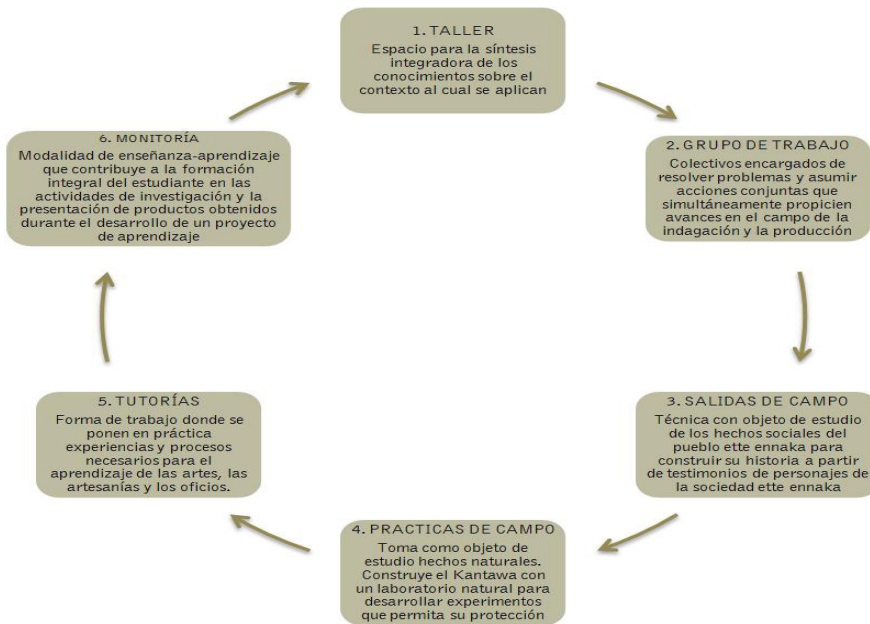 1. TALLER
Espacio para la síntesis
integradora de los
conocimientos sobre el
contexto al cual se aplican
2. GRUPO DE TRABAJO
Colectivos encargados de
resolver problemas y asumir
acciones conjuntas que
simultáneamente propicien
avances en el campo de la
indagación y la producción
3. SALIDAS DE CAMPO
Técnica con objeto de estudio
de los hechos sociales del
pueblo ette ennaka para
construir su historia a partir
de testimonios de personajes de
la sociedad ette ennaka
4. PRACTICAS DE CAMPO
Toma como objeto de
estudio hechos naturales.
Construye el Kantawa con
un laboratorio natural para
desarrollar experimentos
que permita su protección
5. TUTORÍAS
Forma de trabajo donde se
ponen en práctica
experiencias y procesos
necesarios para el
aprendizaje de las artes, las
artesanías y los oficios.
6. MONITORÍA
Modalidad de enseñanza-aprendizaje
que contribuye a la formación
integral del estudiante en las
actividades de investigación y la
presentación de productos obtenidos
durante el desarrollo de un proyecto
de aprendizaje